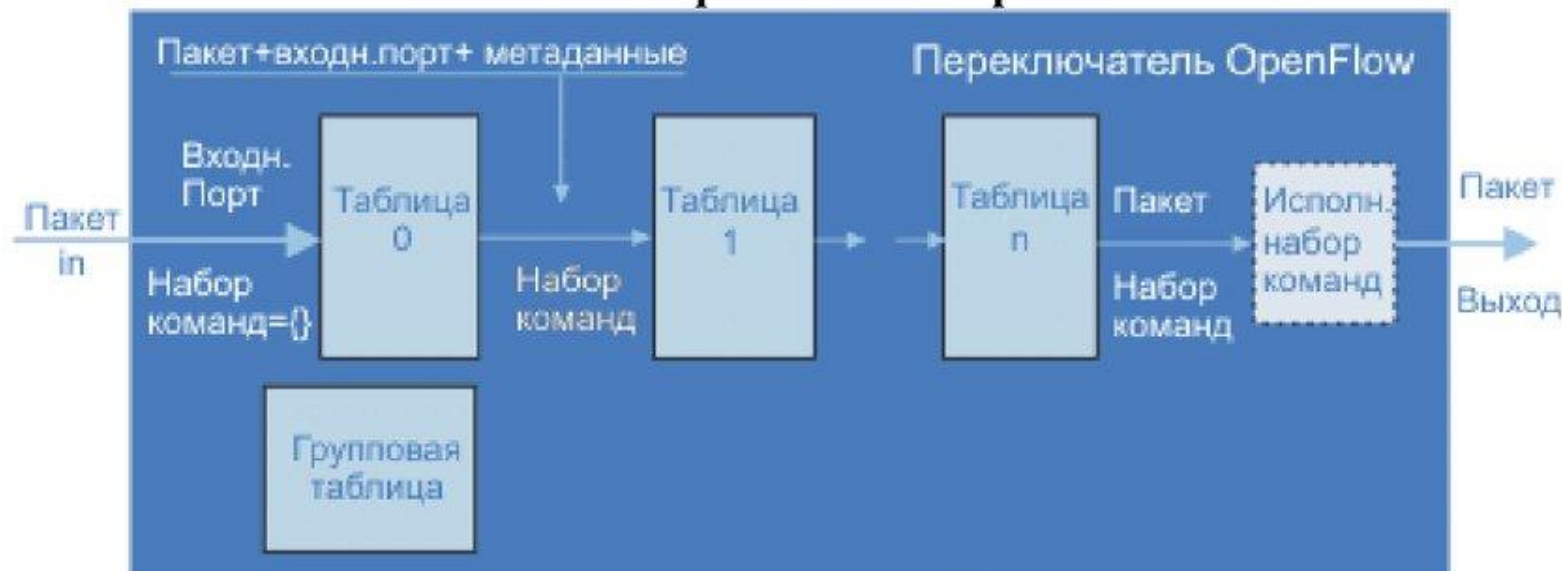 Пакет+входн.порт+ метаданные
Переключатель OpenFlow
Пакет
in
Входн.
Порт
Набор
команд={}
Таблица
0
Набор
команд
Таблица
1
Таблица
n
Пакет
Набор
команд
Исполн.
набор
команд
Пакет
Выход
Групповая
таблица